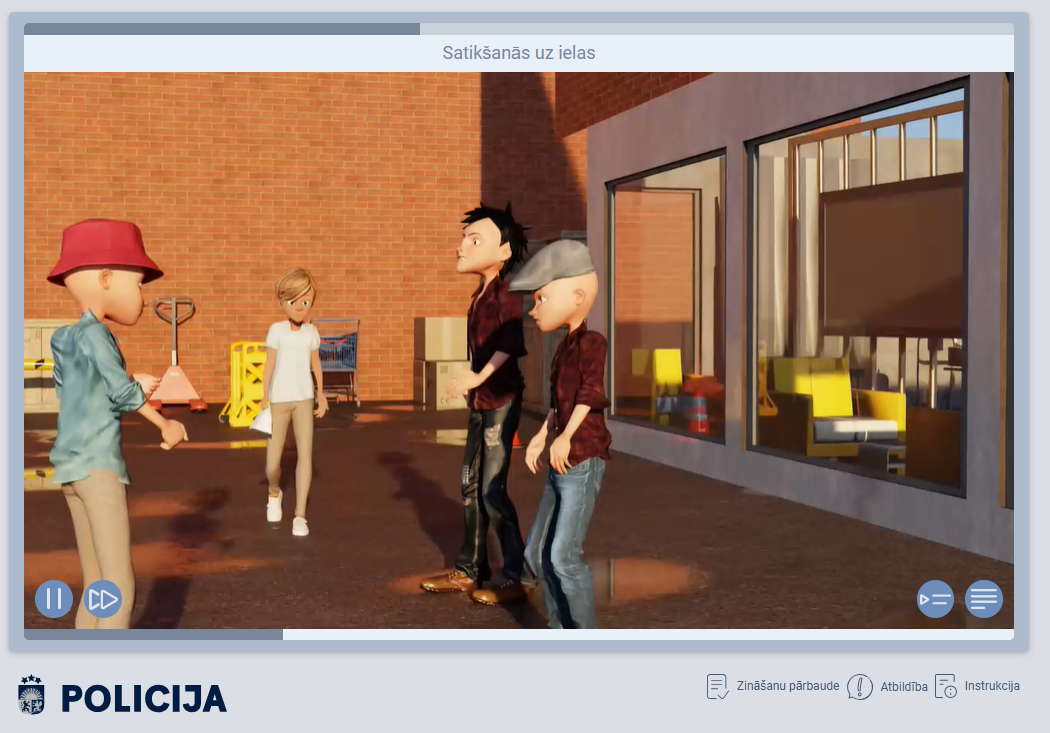 Satikšanās uz ielas
POLICIJA
Zināšanu pārbaude
Atbildība
Instrukcija